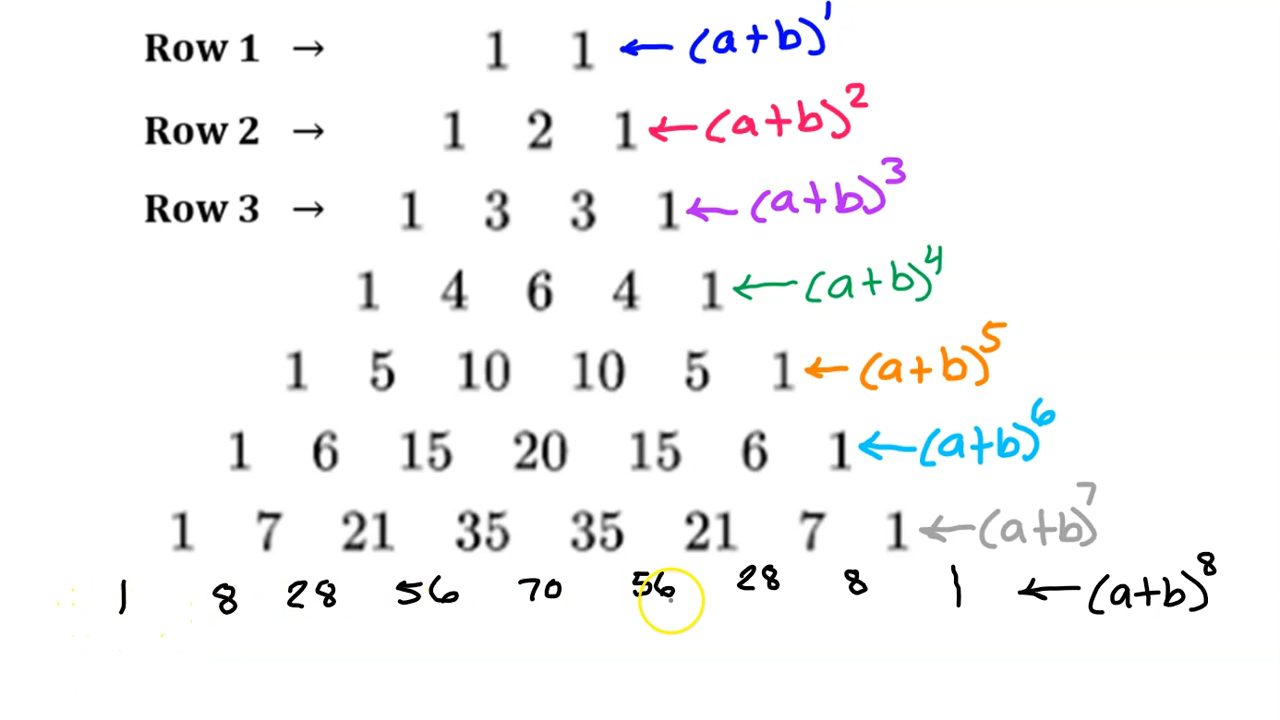 Row 1 → 1 1 ← (a+b)¹
Row 2 → 1 2 1 ← (a+b)²
Row 3 → 1 3 3 1 ← (a+b)³
1 4 6 4 1 ← (a+b)⁴
1 5 10 10 5 1 ← (a+b)⁵
1 6 15 20 15 6 1 ← (a+b)⁶
1 7 21 35 35 21 7 1 ← (a+b)⁷
1 8 28 56 70 56 28 8 1 ← (a+b)⁸